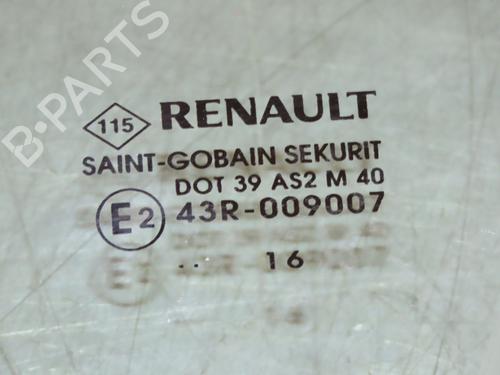 B-PARTS
115 RENAULT
SAINT-GOBAIN SEKURIT
DOT 39 AS2 M 40
E2 43R-009007
.. 16